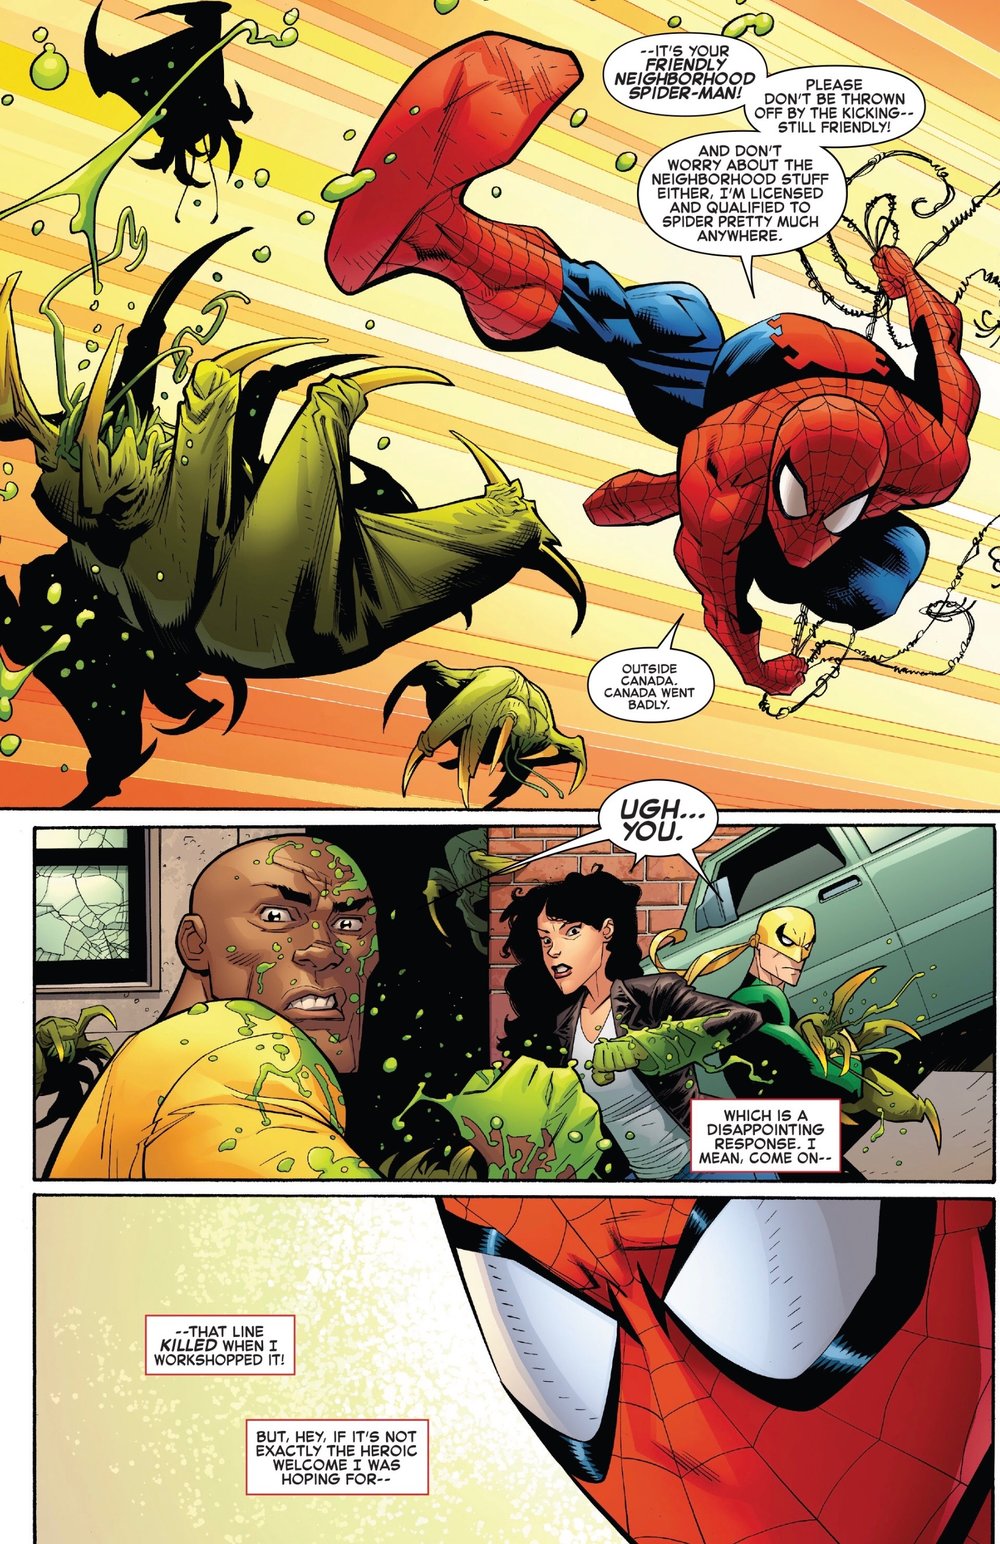 --IT'S YOUR
FRIENDLY
NEIGHBORHOOD
SPIDER-MAN!
PLEASE
DON'T BE THROWN
OFF BY THE KICKING--
STILL FRIENDLY!
AND DON'T
WORRY ABOUT THE
NEIGHBORHOOD STUFF
EITHER, I'M LICENSED
AND QUALIFIED TO
SPIDER PRETTY MUCH
ANYWHERE.
OUTSIDE
CANADA.
CANADA WENT
BADLY.
UGH...
YOU.
WHICH IS A
DISAPPOINTING
RESPONSE. I
MEAN, COME ON--
--THAT LINE
KILLED WHEN I
WORKSHOPPED IT!
BUT, HEY, IF IT'S NOT
EXACTLY THE HEROIC
WELCOME I WAS
HOPING FOR--